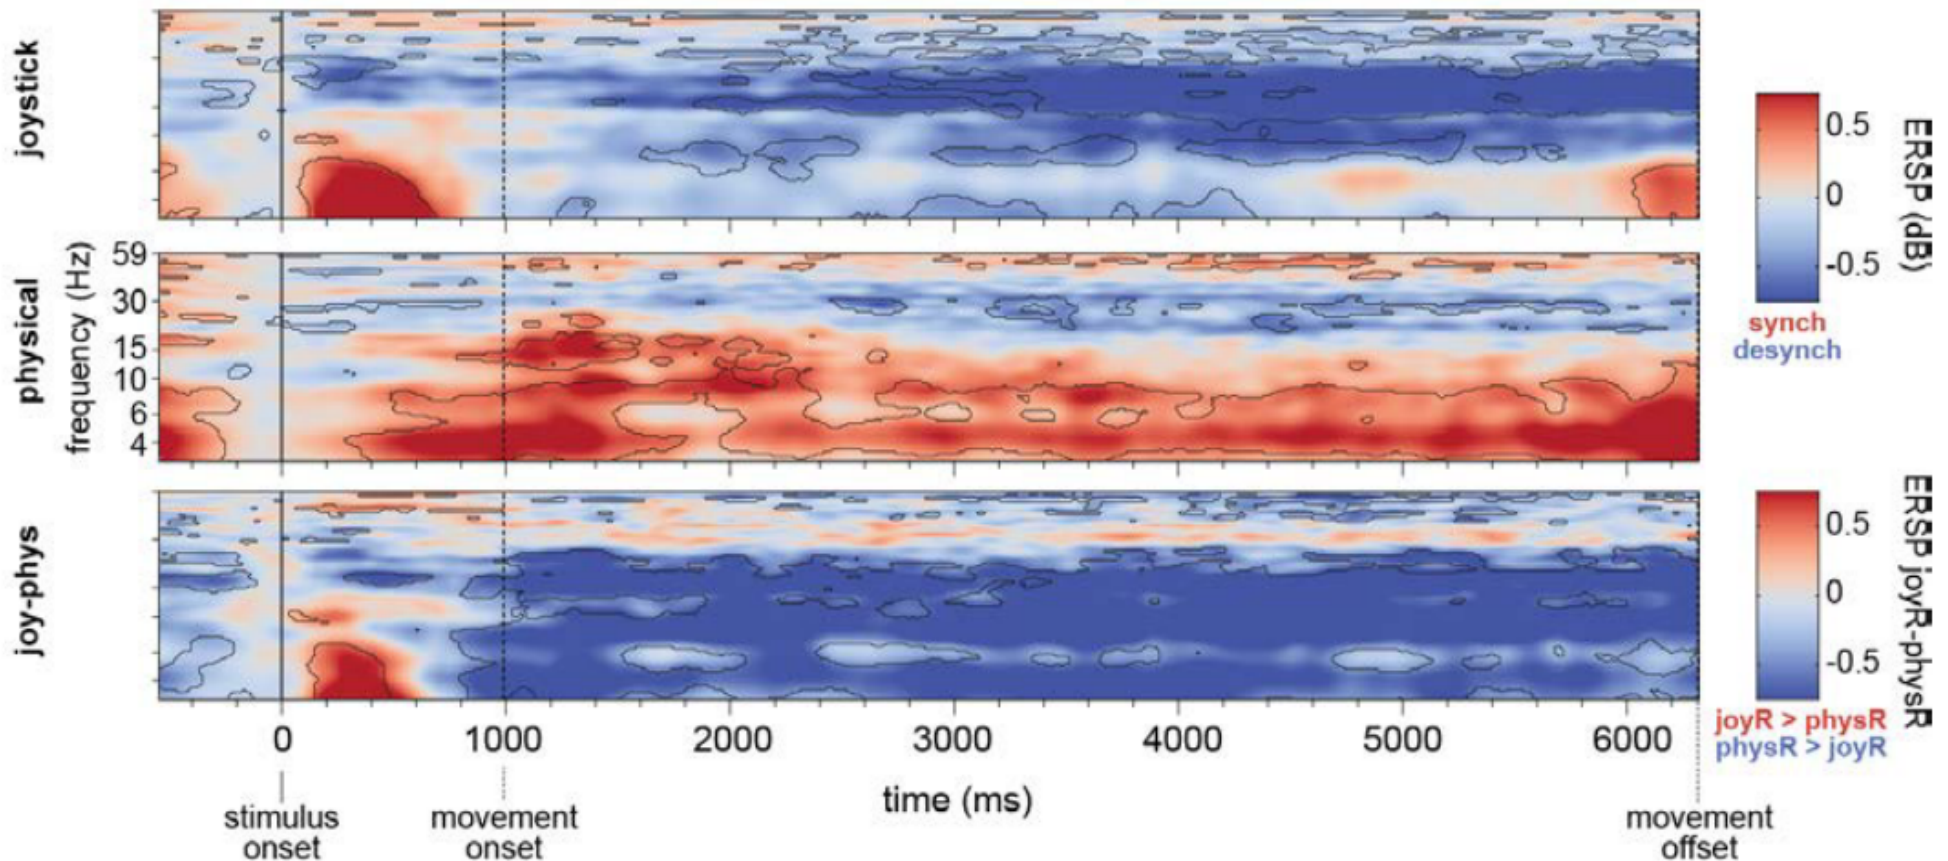 joystick
0.5
0
-0.5
ERSP (dB)
synch
desynch
physical
frequency (Hz)
59
30
15
10
6
4
joy-phys
0.5
0
-0.5
ERSP joyR-physR
joyR > physR
physR > joyR
0 1000 2000 3000 4000 5000 6000
time (ms)
stimulus
onset
movement
onset
movement
offset